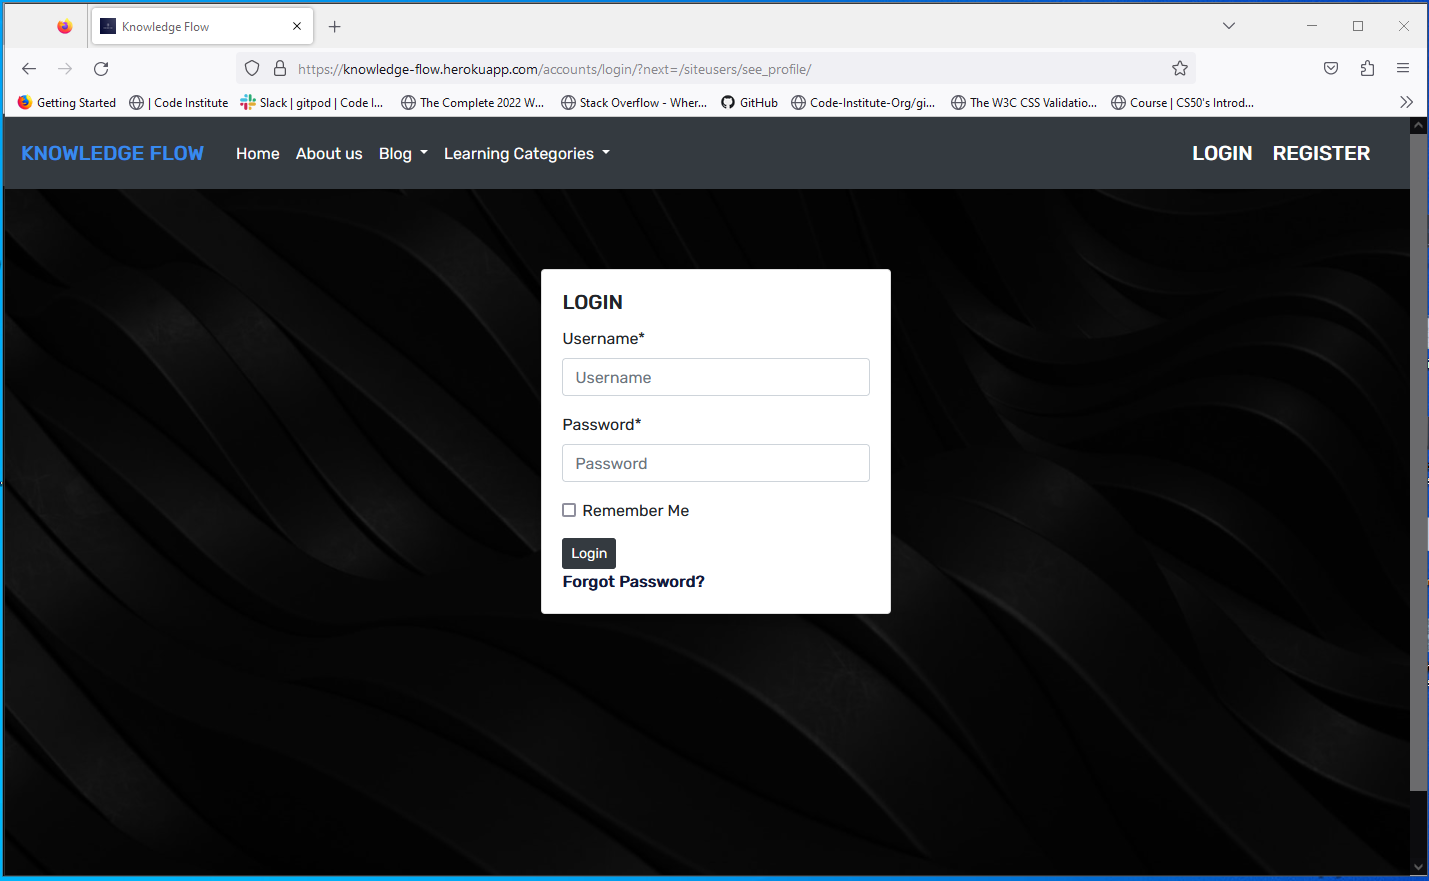 Knowledge Flow
https://knowledge-flow.herokuapp.com/accounts/login/?next=/siteusers/see_profile/
Getting Started | Code Institute Slack | gitpod | Code I... The Complete 2022 W... Stack Overflow - Wher... GitHub Code-Institute-Org/gi... The W3C CSS Validatio... Course | CS50's Introd...
KNOWLEDGE FLOW Home About us Blog Learning Categories LOGIN REGISTER
LOGIN
Username*
Username
Password*
Password
Remember Me
Login
Forgot Password?